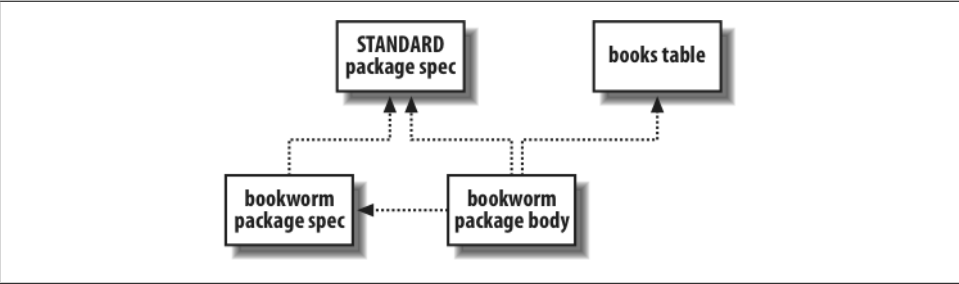 STANDARD
package spec
books table
bookworm
package spec
bookworm
package body